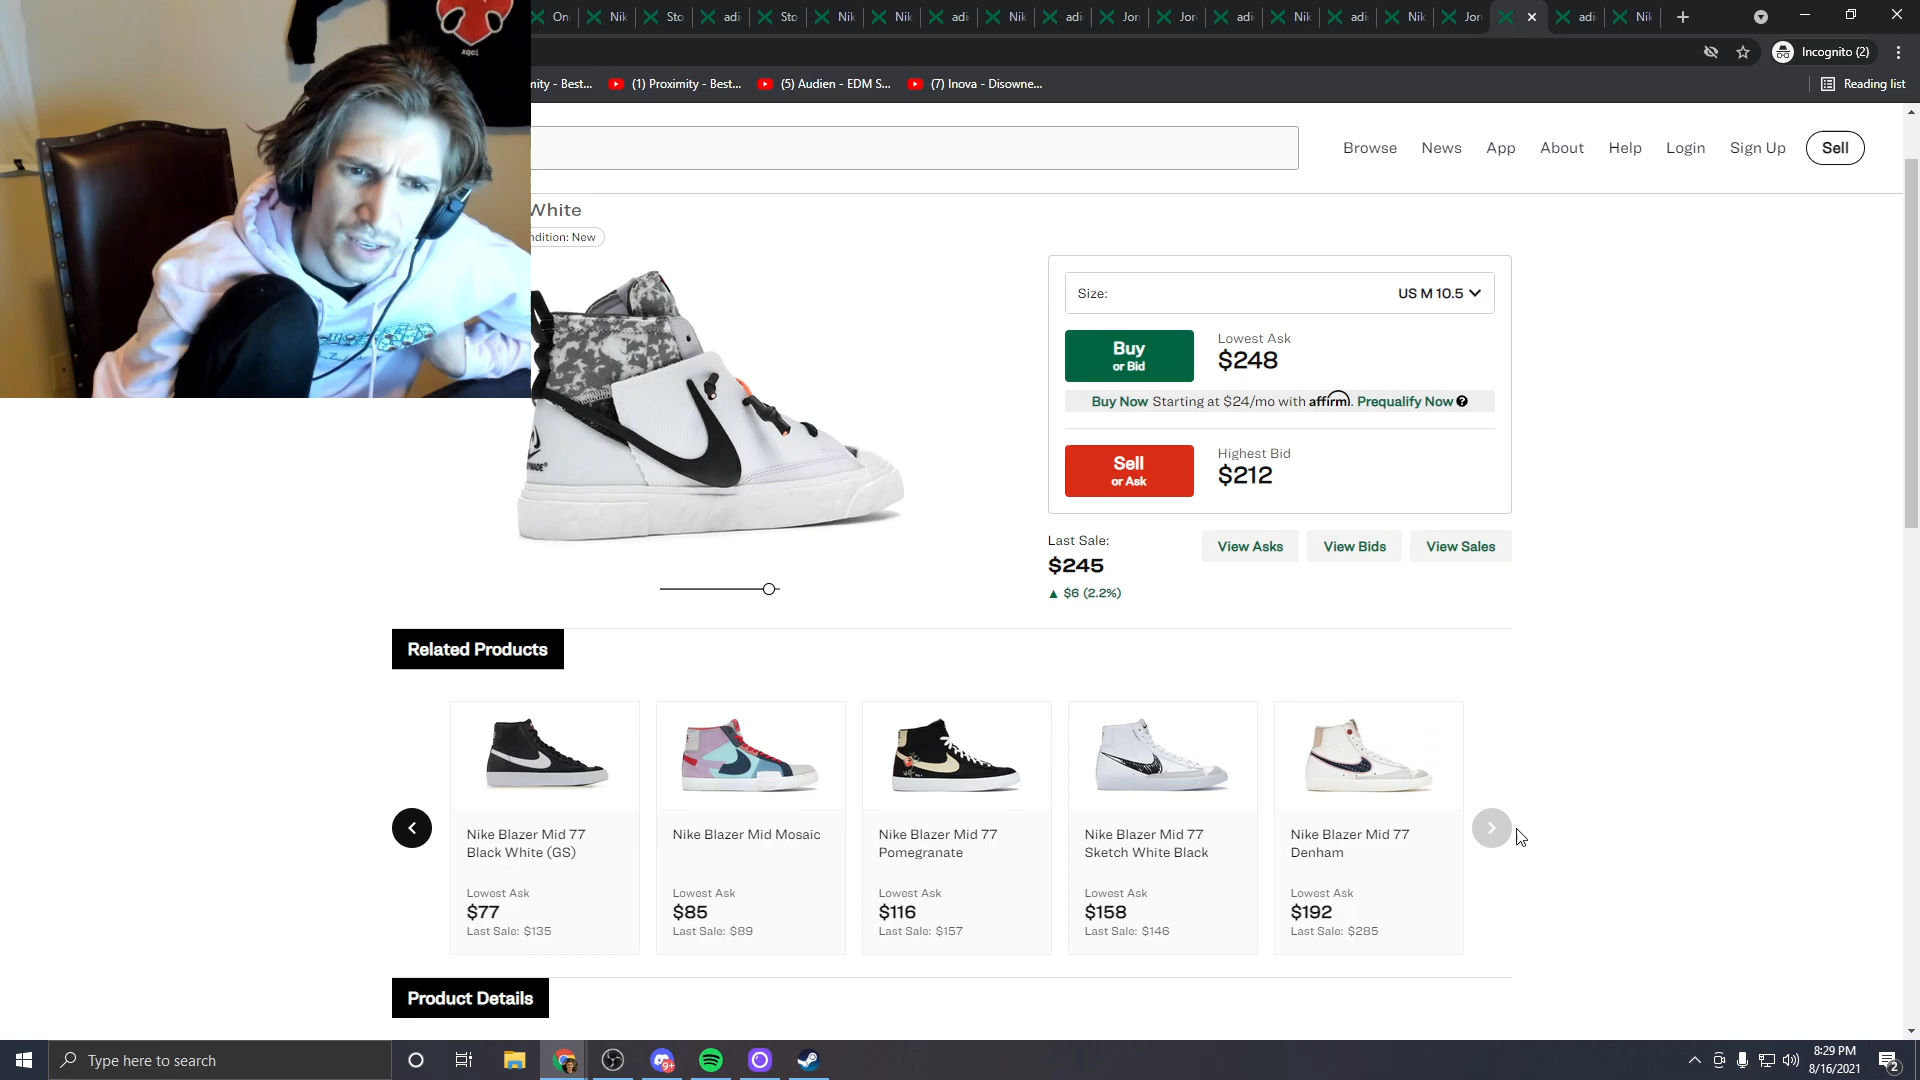 xqcL
On
Nik
Sto
adi
Sto
Nik
Nik
adi
Nik
adi
Jor
Jor
adi
Nik
adi
Nik
Jor
adi
Nik
Incognito (2)
mity - Best...
(1) Proximity - Best...
(5) Audien - EDM S...
(7) Inova - Disowne...
Reading list
Browse
News
App
About
Help
Login
Sign Up
Sell
White
ndition: New
Size:
US M 10.5
Buy
or Bid
Lowest Ask
$248
Buy Now Starting at $24/mo with affirm. Prequalify Now
Sell
or Ask
Highest Bid
$212
Last Sale:
$245
▲ $6 (2.2%)
View Asks
View Bids
View Sales
Related Products
Nike Blazer Mid 77
Black White (GS)
Lowest Ask
$77
Last Sale: $135
Nike Blazer Mid Mosaic
Lowest Ask
$85
Last Sale: $89
Nike Blazer Mid 77
Pomegranate
Lowest Ask
$116
Last Sale: $157
Nike Blazer Mid 77
Sketch White Black
Lowest Ask
$158
Last Sale: $146
Nike Blazer Mid 77
Denham
Lowest Ask
$192
Last Sale: $285
Product Details
Type here to search
9+
8:29 PM
8/16/2021
2